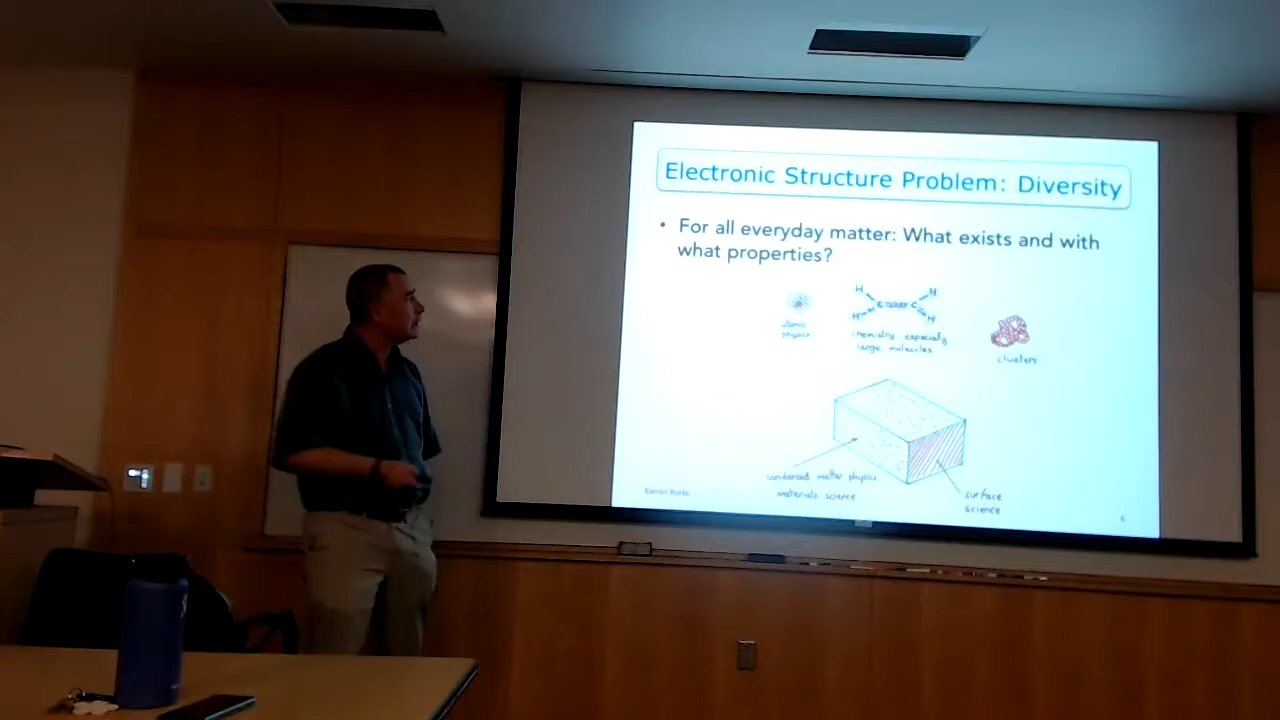 Electronic Structure Problem: Diversity
• For all everyday matter: What exists and with
what properties?
H H
C C
H H
atomic
physics
chemistry especially
large molecules
clusters
condensed matter physics
materials science
surface
science
6